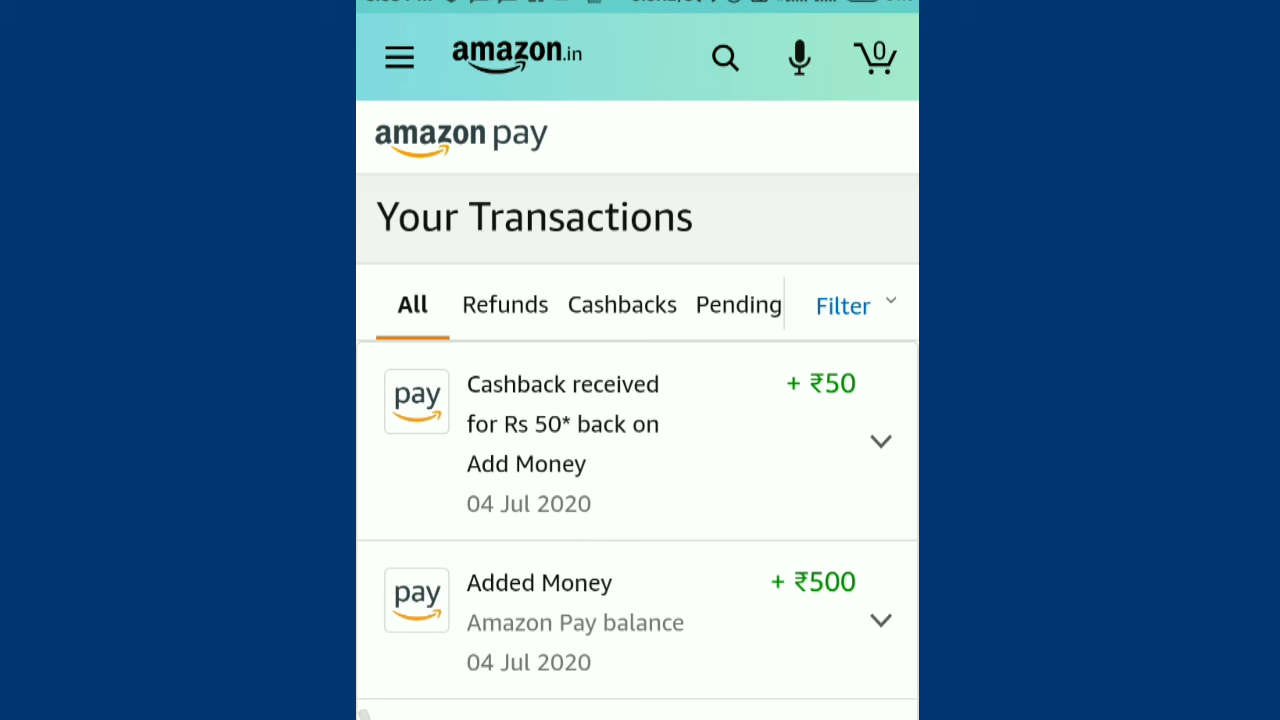 amazon.in
0
amazon pay
Your Transactions
All Refunds Cashbacks Pending Filter
pay Cashback received + ₹50
for Rs 50* back on
Add Money
04 Jul 2020
pay Added Money + ₹500
Amazon Pay balance
04 Jul 2020